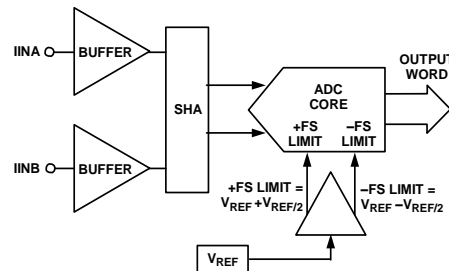 IINA
BUFFER
SHA
IINB
BUFFER
ADC
CORE
+FS
LIMIT
–FS
LIMIT
OUTPUT
WORD
+FS LIMIT =
VREF +VREF/2
–FS LIMIT =
VREF –VREF/2
VREF